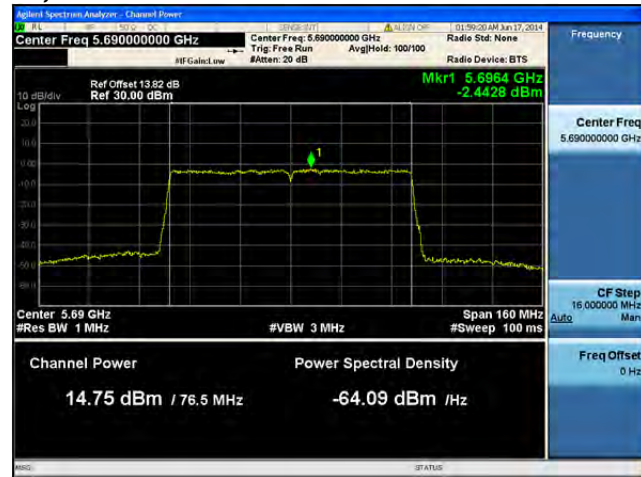 Agilent Spectrum Analyzer - Channel Power
RL RF 50 Ω DC SENSE:INT ALIGN OFF 01:59:20 AM Jun 17, 2014
Center Freq 5.690000000 GHz
Center Freq: 5.690000000 GHz
Radio Std: None
Trig: Free Run Avg|Hold: 100/100
#IFGain:Low #Atten: 20 dB Radio Device: BTS
Frequency
Mkr1 5.6964 GHz
-2.4428 dBm
Ref Offset 13.82 dB
10 dB/div Ref 30.00 dBm
Log
20.0
10.0
0.00
-10.0
-20.0
-30.0
-40.0
-50.0
-60.0
1
Center 5.69 GHz Span 160 MHz
#Res BW 1 MHz #VBW 3 MHz #Sweep 100 ms
Channel Power Power Spectral Density
14.75 dBm / 76.5 MHz -64.09 dBm /Hz
Center Freq
5.690000000 GHz
CF Step
16.000000 MHz
Auto Man
Freq Offset
0 Hz
MSG STATUS